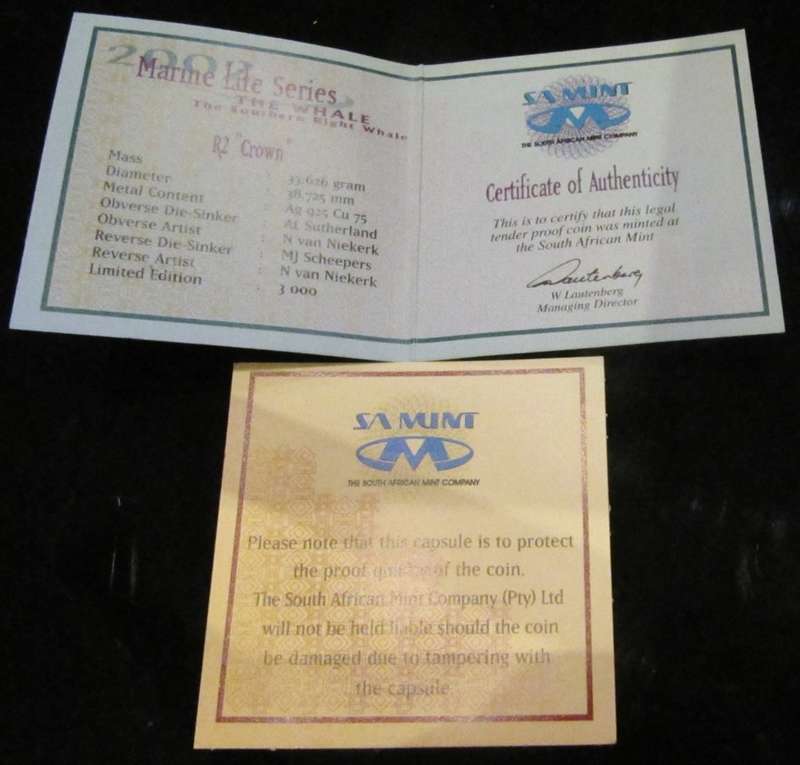 2002
Marine Life Series
THE WHALE
The Southern Right Whale
R2 "Crown"
Mass : 33.626 gram
Diameter : 38.725 mm
Metal Content : Ag 925 Cu 75
Obverse Die-Sinker : AL Sutherland
Obverse Artist : N van Niekerk
Reverse Die-Sinker : MJ Scheepers
Reverse Artist : N van Niekerk
Limited Edition : 3 000
SA MINT
THE SOUTH AFRICAN MINT COMPANY
Certificate of Authenticity
This is to certify that this legal
tender proof coin was minted at
the South African Mint
W Lautenberg
W Lautenberg
Managing Director
SA MINT
THE SOUTH AFRICAN MINT COMPANY
Please note that this capsule is to protect
the proof quality of the coin.
The South African Mint Company (Pty) Ltd
will not be held liable should the coin
be damaged due to tampering with
the capsule.